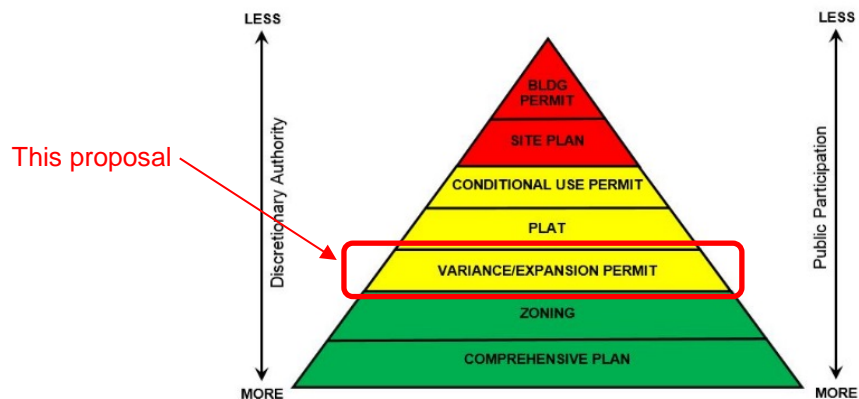 LESS
LESS
BLDG
PERMIT
SITE PLAN
This proposal
CONDITIONAL USE PERMIT
Discretionary Authority
Public Participation
PLAT
VARIANCE/EXPANSION PERMIT
ZONING
COMPREHENSIVE PLAN
MORE
MORE